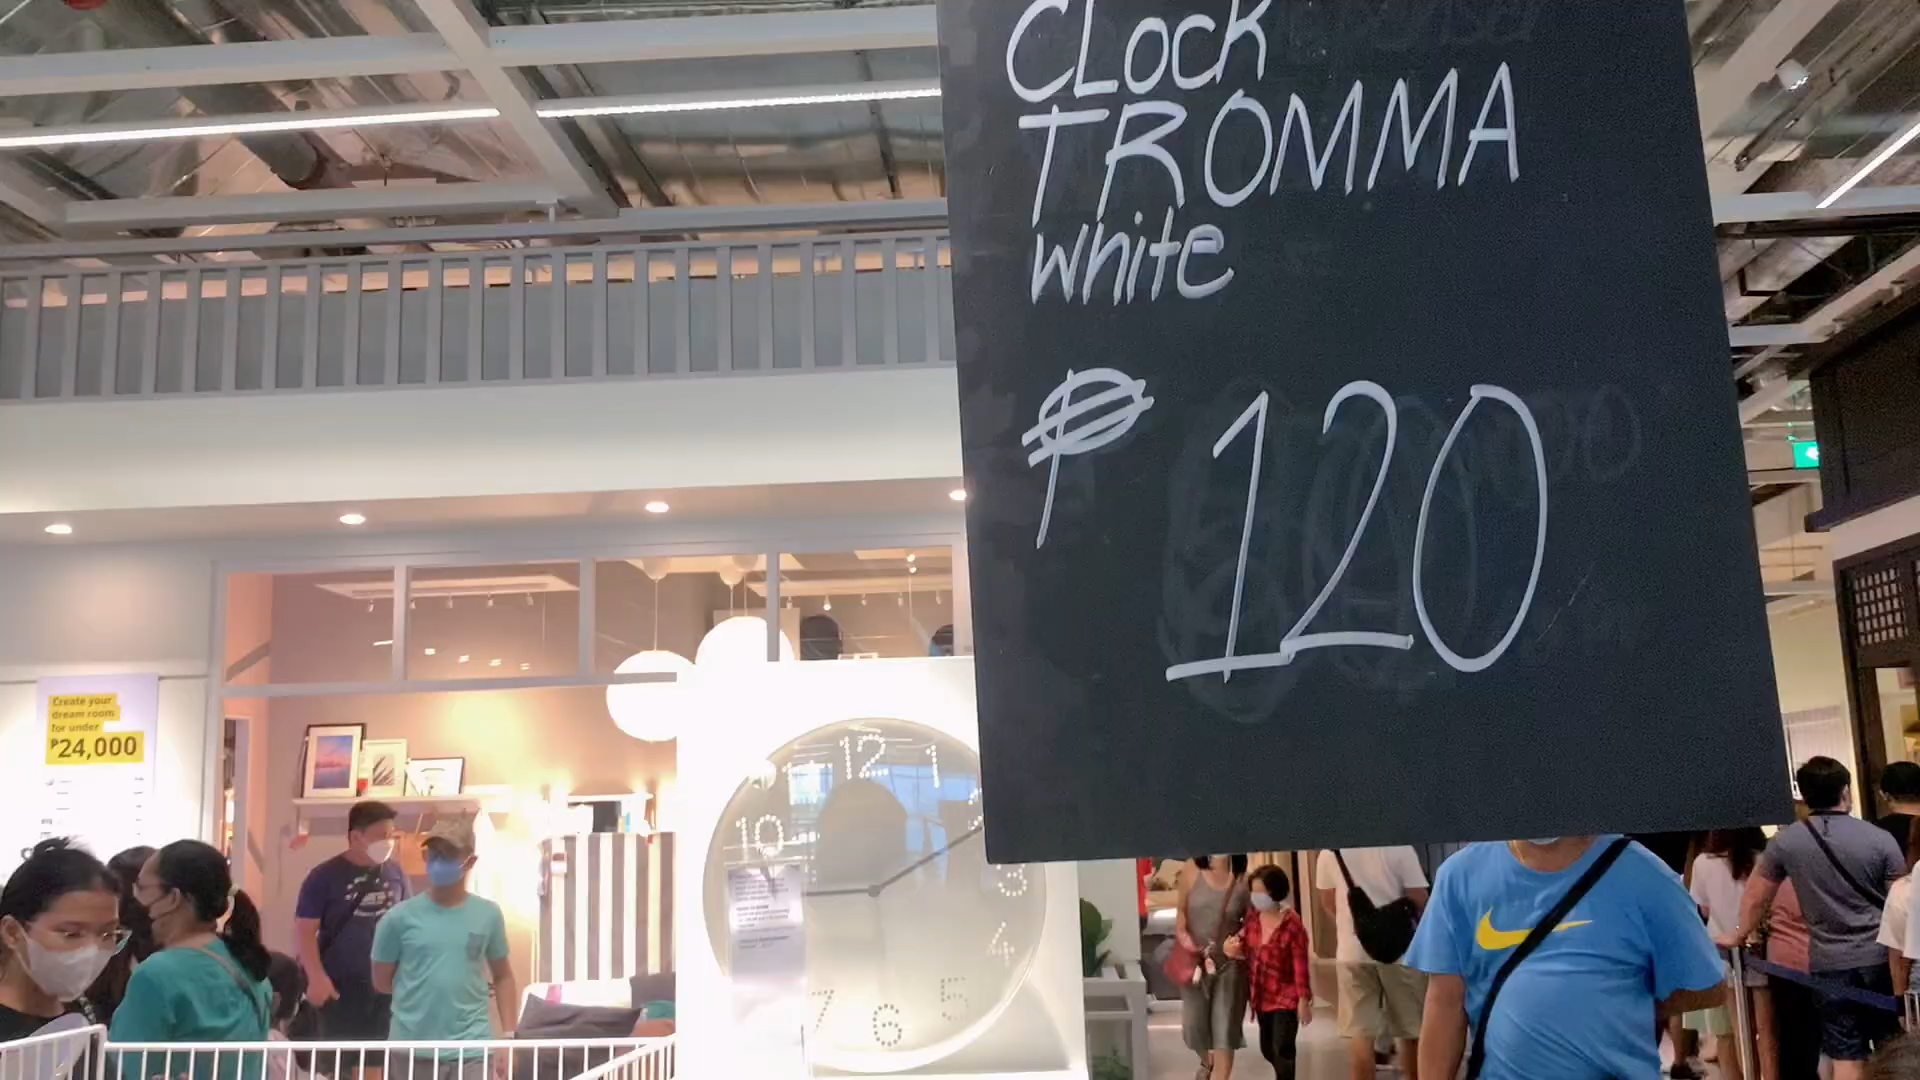 CLock
TROMMA
white
₱ 120
Create your
dream room
for under
₱24,000
12
1
10
3
4
5
6
7